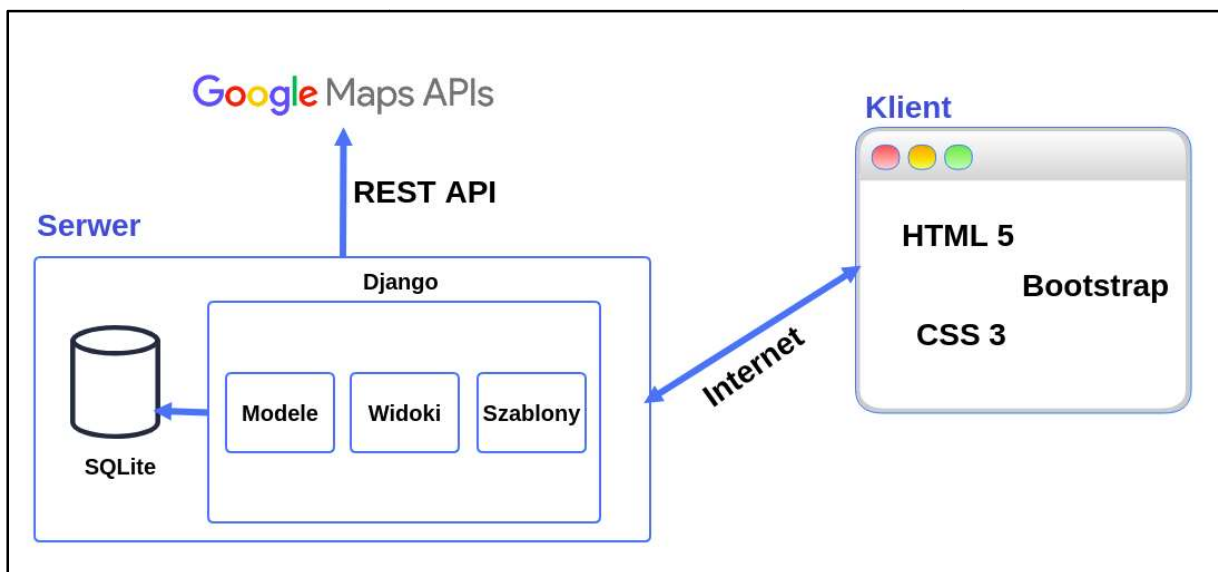 Google Maps APIs
Klient
REST API
Serwer
HTML 5
Django
Bootstrap
CSS 3
Internet
Modele
Widoki
Szablony
SQLite